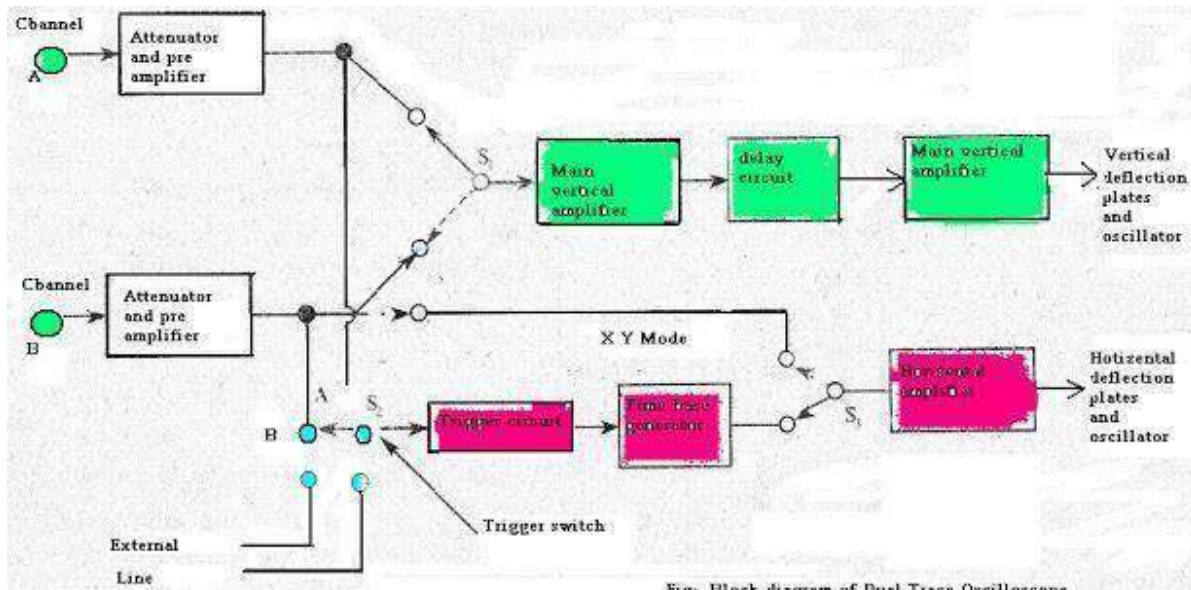 Cbannel
A
Attenuator
and pre
amplifier
S
Main
vertical
amplifier
delay
circuit
Main vertical
amplifier
Vertical
deflection
plates
and
oscillator
Cbannel
B
Attenuator
and pre
amplifier
X Y Mode
Horizontal
amplifier
Hotizental
deflection
plates
and
oscillator
A
S2
B
Trigger circuit
Time base
generator
S
Trigger switch
External
Line
Fig: Block diagram of Dual Trace Oscilloscope